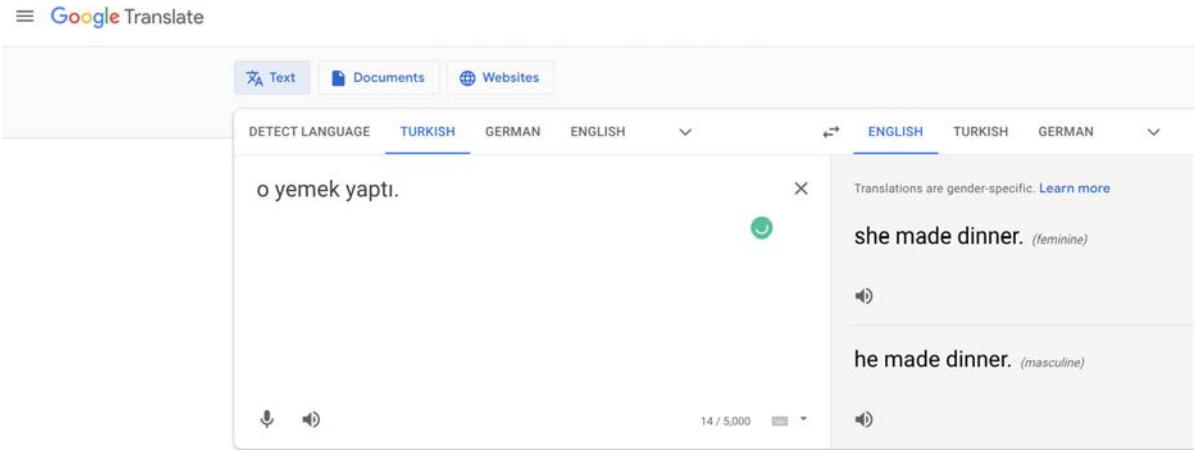 Google Translate
Text Documents Websites
DETECT LANGUAGE TURKISH GERMAN ENGLISH
ENGLISH TURKISH GERMAN
o yemek yaptı.
14 / 5,000
Translations are gender-specific. Learn more
she made dinner. (feminine)
he made dinner. (masculine)